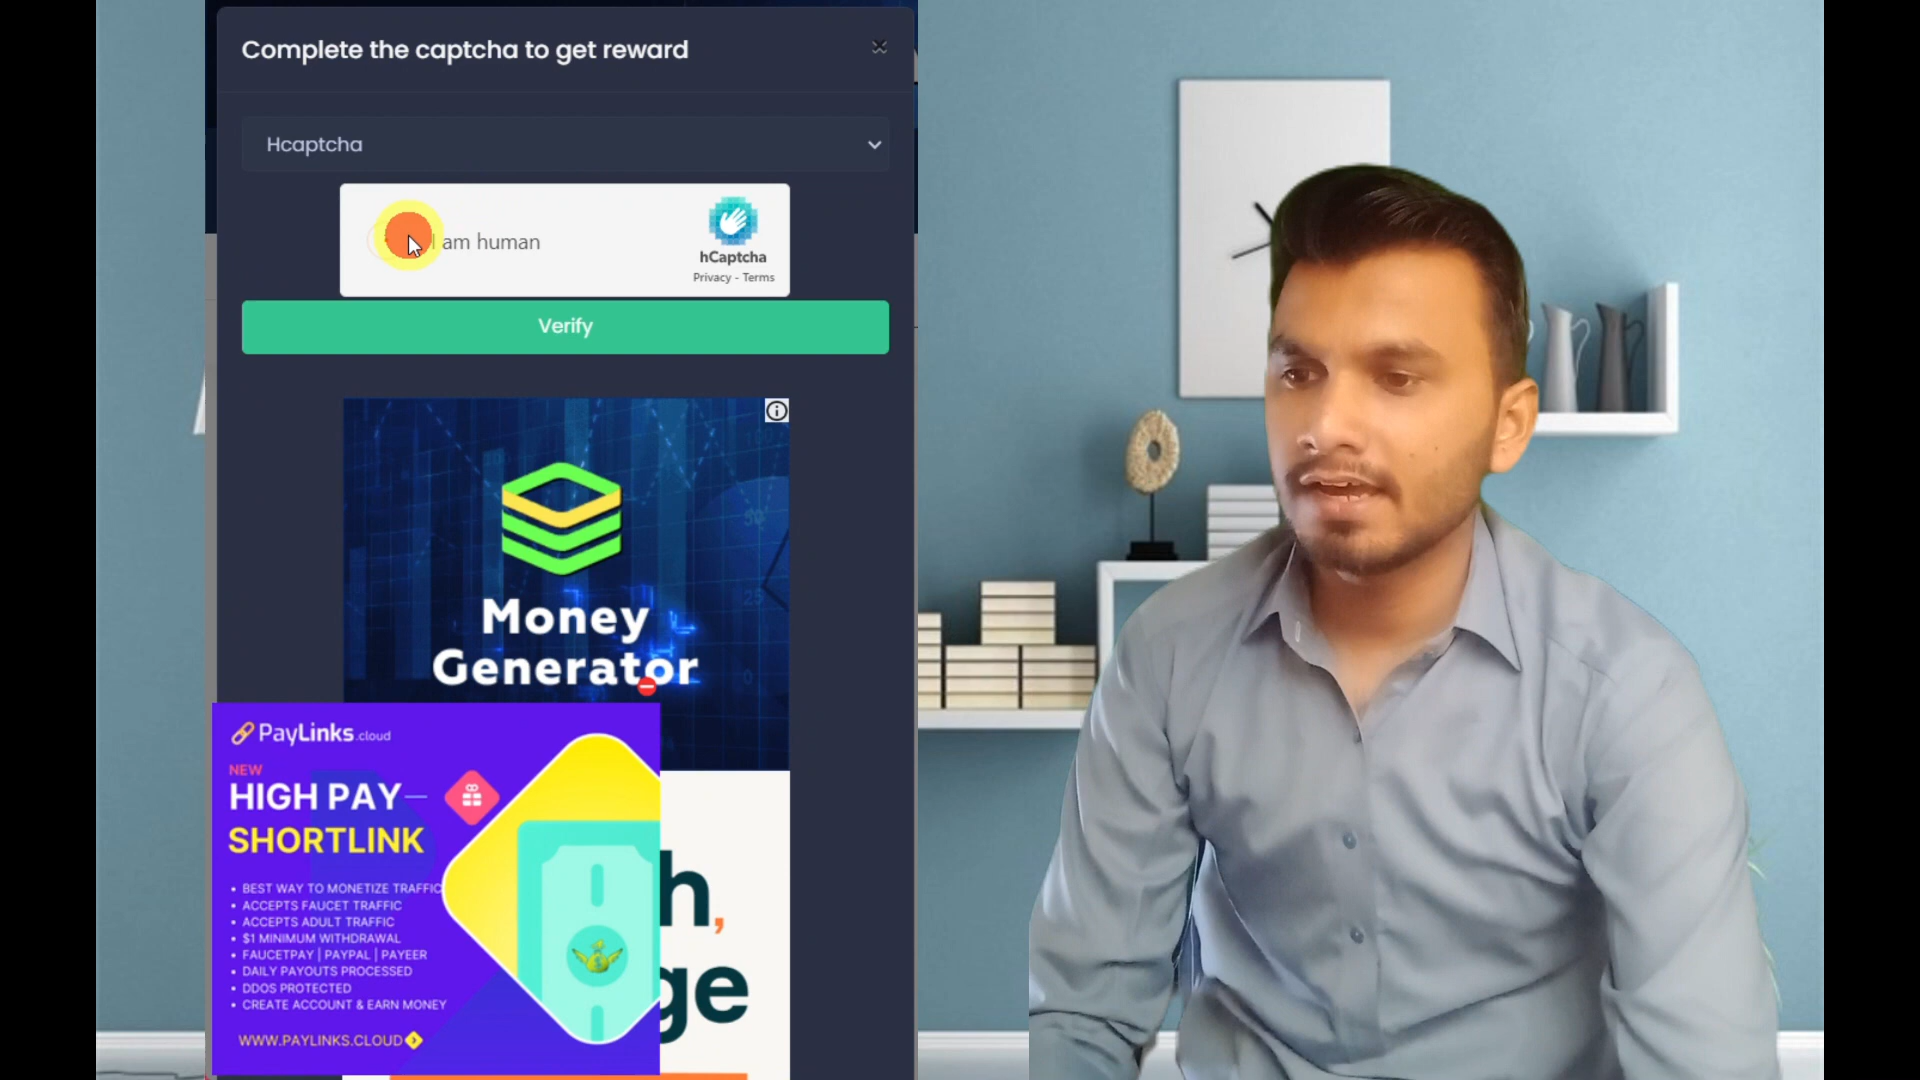 Complete the captcha to get reward
Hcaptcha
I am human
hCaptcha
Privacy - Terms
Verify
Money
Generator
PayLinks.cloud
NEW
HIGH PAY
SHORTLINK
• BEST WAY TO MONETIZE TRAFFIC
• ACCEPTS FAUCET TRAFFIC
• ACCEPTS ADULT TRAFFIC
• $1 MINIMUM WITHDRAWAL
• FAUCETPAY | PAYPAL | PAYEER
• DAILY PAYOUTS PROCESSED
• DDOS PROTECTED
• CREATE ACCOUNT & EARN MONEY
WWW.PAYLINKS.CLOUD
h,
ge